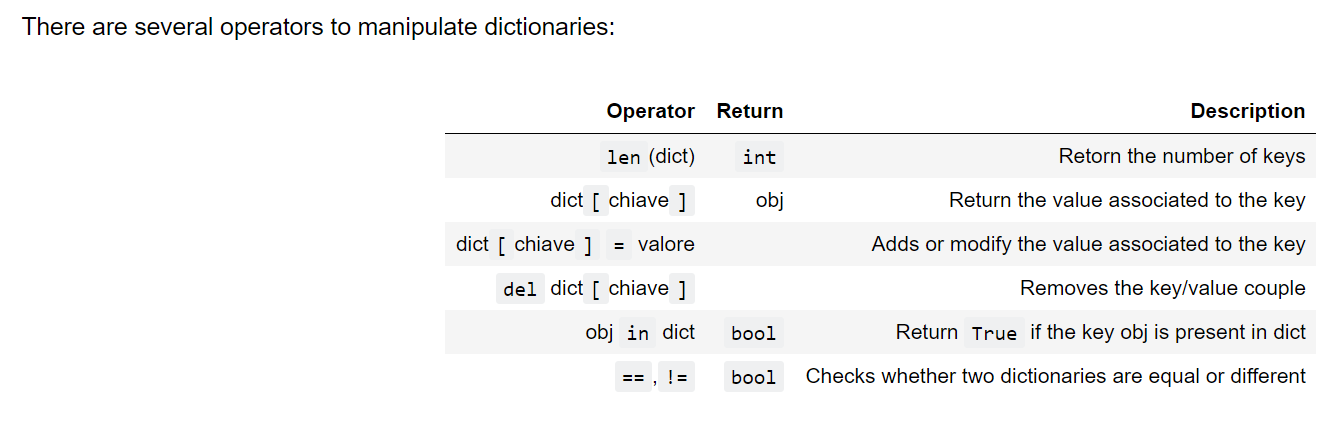 There are several operators to manipulate dictionaries:
Operator Return Description
len (dict) int Retorn the number of keys
dict [ chiave ] obj Return the value associated to the key
dict [ chiave ] = valore Adds or modify the value associated to the key
del dict [ chiave ] Removes the key/value couple
obj in dict bool Return True if the key obj is present in dict
== , != bool Checks whether two dictionaries are equal or different